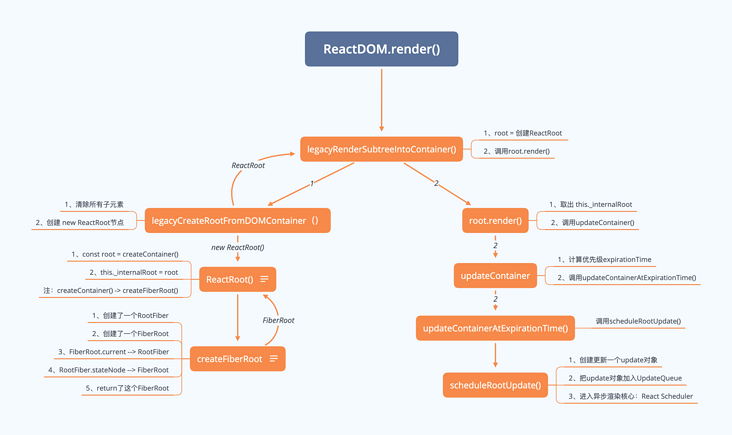 ReactDOM.render()
legacyRenderSubtreeIntoContainer()
1、root = 创建ReactRoot
2、调用root.render()
ReactRoot
1
2
1、清除所有子元素
2、创建 new ReactRoot节点
legacyCreateRootFromDOMContainer（）
root.render()
1、取出 this._internalRoot
2、调用updateContainer()
new ReactRoot()
2
1、const root = createContainer()
2、this._internalRoot = root
注：createContainer() -> createFiberRoot()
ReactRoot()
updateContainer
1、计算优先级expirationTime
2、调用updateContainerAtExpirationTime()
2
FiberRoot
1、创建了一个RootFiber
2、创建了一个FiberRoot
3、FiberRoot.current --> RootFiber
4、RootFiber.stateNode --> FiberRoot
5、return了这个FiberRoot
createFiberRoot
updateContainerAtExpirationTime()
调用scheduleRootUpdate()
scheduleRootUpdate()
1、创建更新一个update对象
2、把update对象加入UpdateQueue
3、进入异步渲染核心：React Scheduler